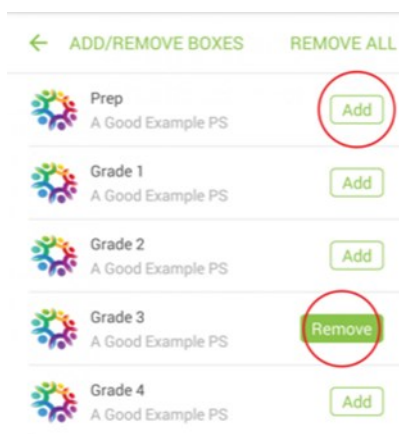 ← ADD/REMOVE BOXES REMOVE ALL
Prep
A Good Example PS
Add
Grade 1
A Good Example PS
Add
Grade 2
A Good Example PS
Add
Grade 3
A Good Example PS
Remove
Grade 4
A Good Example PS
Add